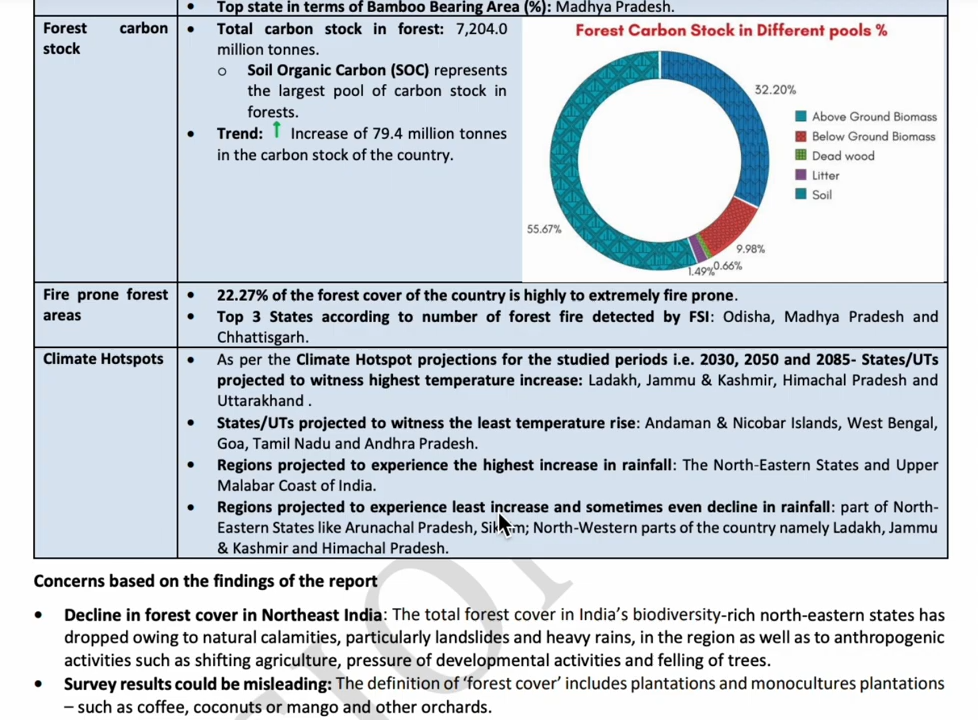 • Top state in terms of Bamboo Bearing Area (%): Madhya Pradesh.
Forest carbon
stock
• Total carbon stock in forest: 7,204.0
million tonnes.
o Soil Organic Carbon (SOC) represents
the largest pool of carbon stock in
forests.
• Trend: ↑ Increase of 79.4 million tonnes
in the carbon stock of the country.
Forest Carbon Stock in Different pools %
32.20%
Above Ground Biomass
Below Ground Biomass
Dead wood
Litter
Soil
55.67%
9.98%
0.66%
1.49%
Fire prone forest
areas
• 22.27% of the forest cover of the country is highly to extremely fire prone.
• Top 3 States according to number of forest fire detected by FSI: Odisha, Madhya Pradesh and
Chhattisgarh.
Climate Hotspots
• As per the Climate Hotspot projections for the studied periods i.e. 2030, 2050 and 2085- States/UTs
projected to witness highest temperature increase: Ladakh, Jammu & Kashmir, Himachal Pradesh and
Uttarakhand .
• States/UTs projected to witness the least temperature rise: Andaman & Nicobar Islands, West Bengal,
Goa, Tamil Nadu and Andhra Pradesh.
• Regions projected to experience the highest increase in rainfall: The North-Eastern States and Upper
Malabar Coast of India.
• Regions projected to experience least increase and sometimes even decline in rainfall: part of North-
Eastern States like Arunachal Pradesh, Sikkim; North-Western parts of the country namely Ladakh, Jammu
& Kashmir and Himachal Pradesh.
Concerns based on the findings of the report
• Decline in forest cover in Northeast India: The total forest cover in India's biodiversity-rich north-eastern states has
dropped owing to natural calamities, particularly landslides and heavy rains, in the region as well as to anthropogenic
activities such as shifting agriculture, pressure of developmental activities and felling of trees.
• Survey results could be misleading: The definition of 'forest cover' includes plantations and monocultures plantations
– such as coffee, coconuts or mango and other orchards.